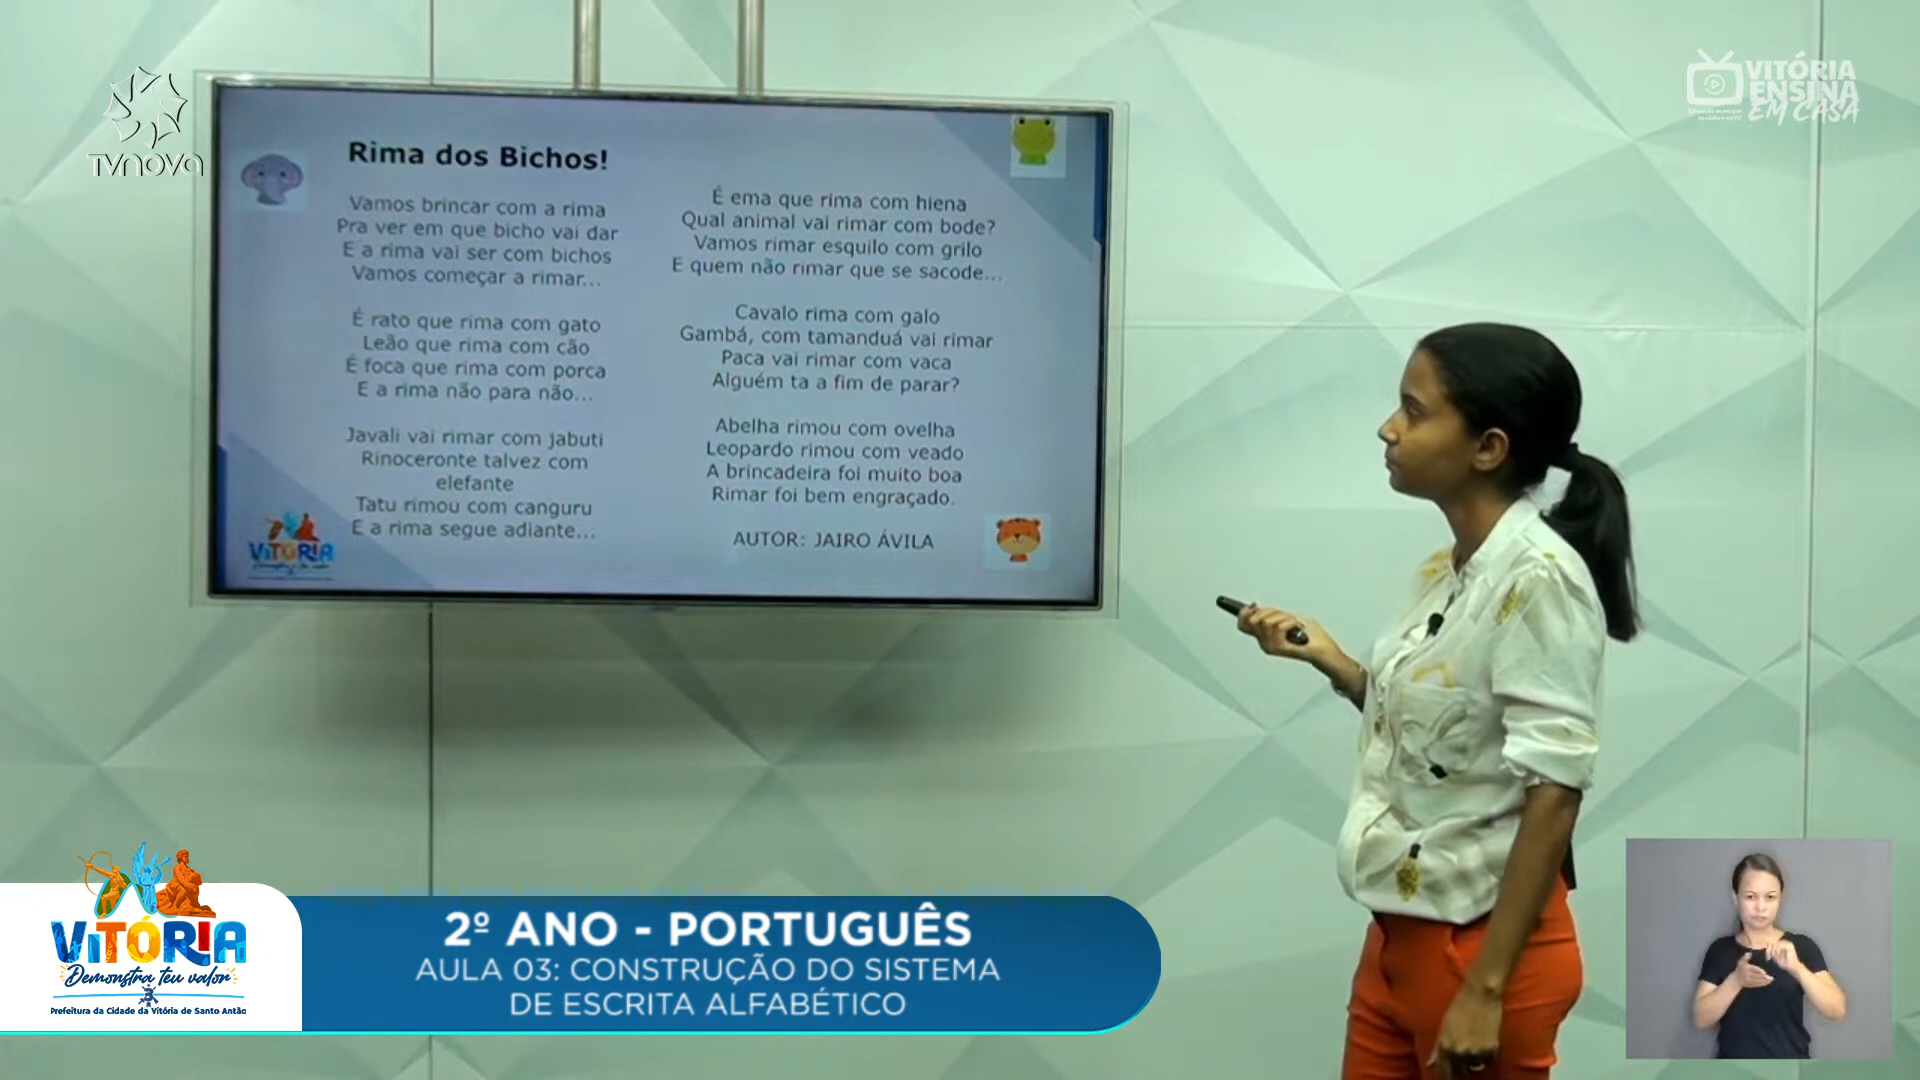 TVNOVA
VITÓRIA
ENSINA
EM CASA
Rima dos Bichos!
Vamos brincar com a rima
Pra ver em que bicho vai dar
E a rima vai ser com bichos
Vamos começar a rimar...
É rato que rima com gato
Leão que rima com cão
É foca que rima com porca
E a rima não para não...
Javali vai rimar com jabuti
Rinoceronte talvez com
elefante
Tatu rimou com canguru
E a rima segue adiante...
É ema que rima com hiena
Qual animal vai rimar com bode?
Vamos rimar esquilo com grilo
E quem não rimar que se sacode...
Cavalo rima com galo
Gambá, com tamanduá vai rimar
Paca vai rimar com vaca
Alguém ta a fim de parar?
Abelha rimou com ovelha
Leopardo rimou com veado
A brincadeira foi muito boa
Rimar foi bem engraçado.
AUTOR: JAIRO ÁVILA
VITÓRIA
Demonstra teu valor
VITÓRIA
Demonstra teu valor
Prefeitura da Cidade da Vitória de Santo Antão
2º ANO - PORTUGUÊS
AULA 03: CONSTRUÇÃO DO SISTEMA
DE ESCRITA ALFABÉTICO